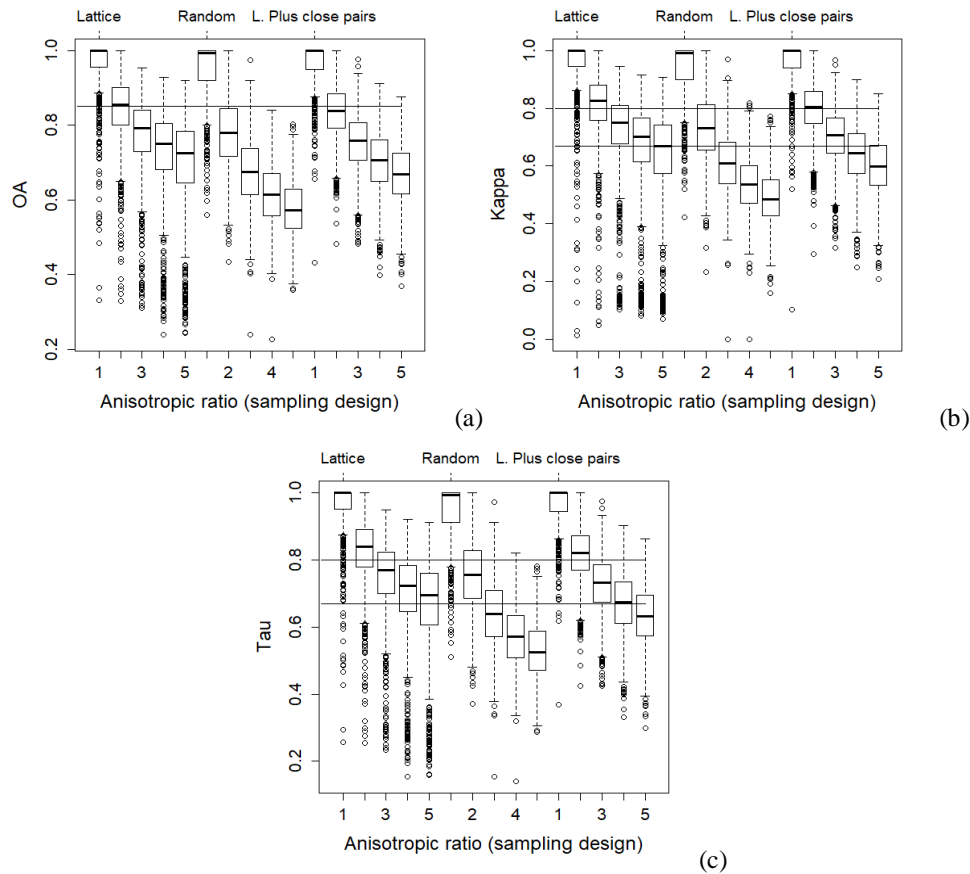 Lattice Random L. Plus close pairs
1.0
0.8
0.6
0.4
0.2
OA
1 3 5 2 4 1 3 5
Anisotropic ratio (sampling design)
(a)
Lattice Random L. Plus close pairs
1.0
0.8
0.6
0.4
0.2
0.0
Kappa
1 3 5 2 4 1 3 5
Anisotropic ratio (sampling design)
(b)
Lattice Random L. Plus close pairs
1.0
0.8
0.6
0.4
0.2
Tau
1 3 5 2 4 1 3 5
Anisotropic ratio (sampling design)
(c)